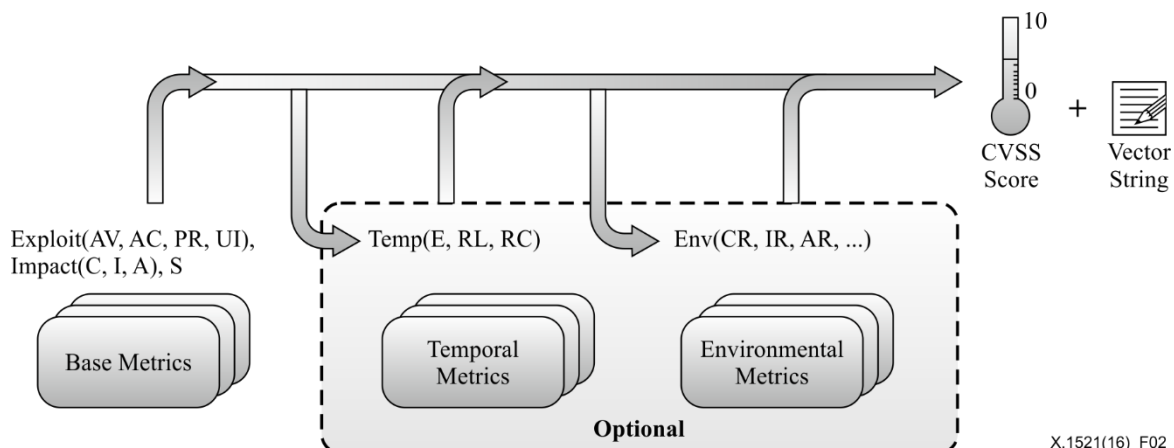 10
0
CVSS
Score
+
Vector
String
Exploit(AV, AC, PR, UI),
Impact(C, I, A), S
Temp(E, RL, RC)
Env(CR, IR, AR, ...)
Base Metrics
Temporal
Metrics
Environmental
Metrics
Optional
X.1521(16)_F02